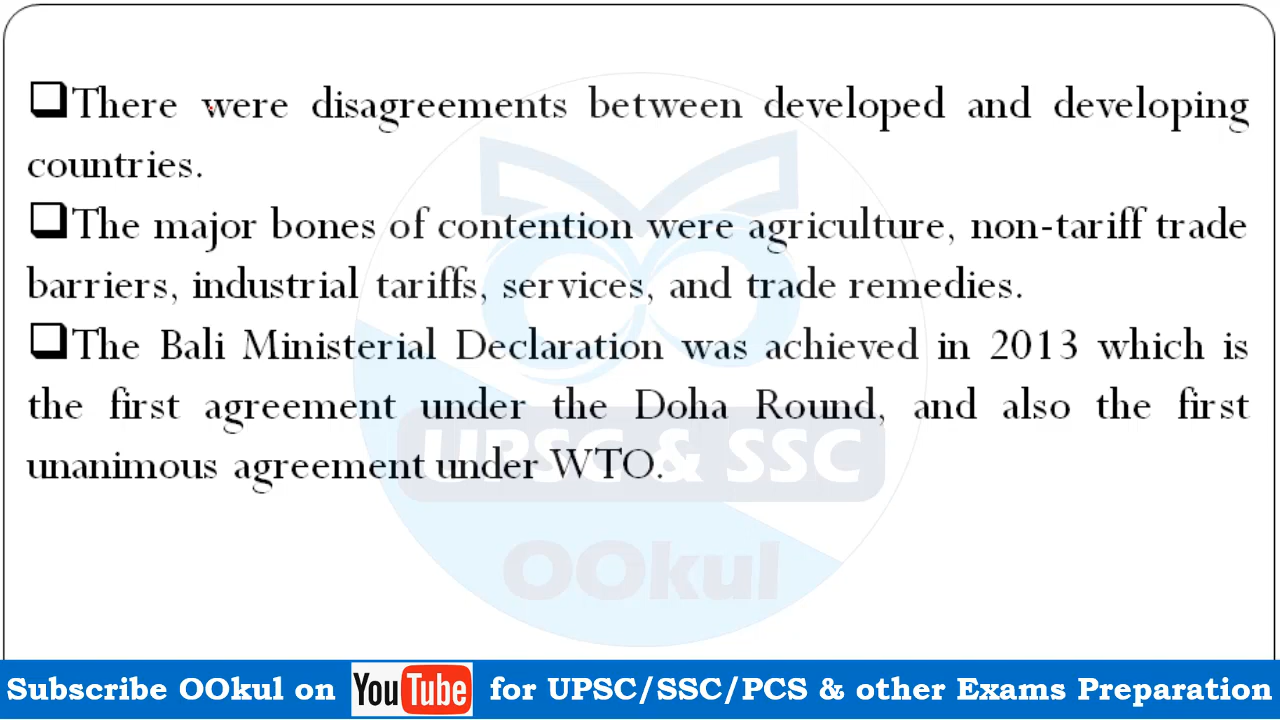 ❑There were disagreements between developed and developing
countries.
❑The major bones of contention were agriculture, non-tariff trade
barriers, industrial tariffs, services, and trade remedies.
❑The Bali Ministerial Declaration was achieved in 2013 which is
the first agreement under the Doha Round, and also the first
unanimous agreement under WTO.
UPSC & SSC
OOkul
Subscribe OOkul on YouTube for UPSC/SSC/PCS & other Exams Preparation